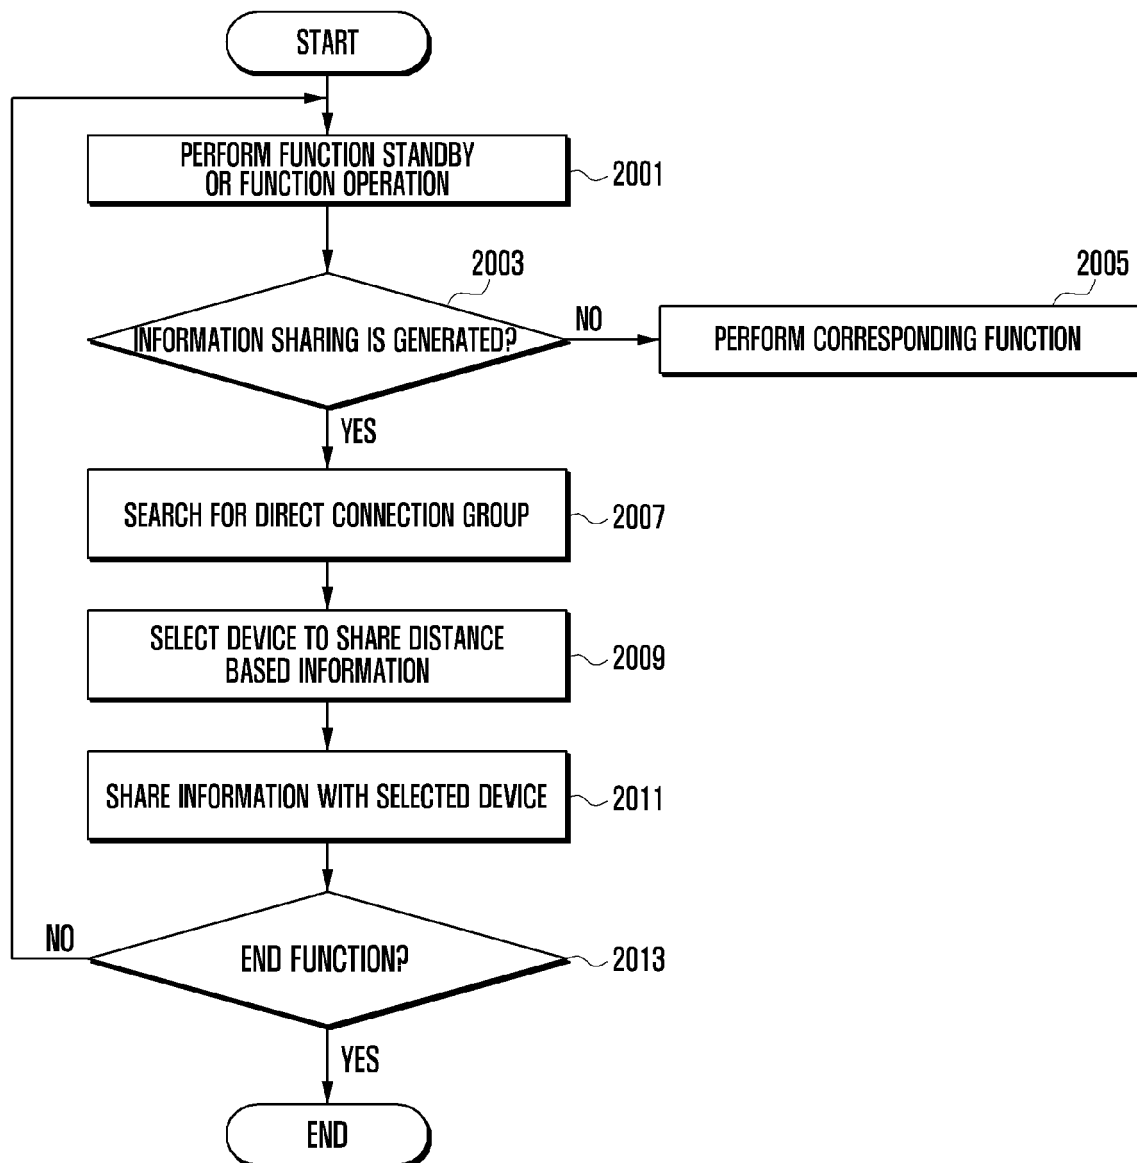 START
PERFORM FUNCTION STANDBY
OR FUNCTION OPERATION
2001
2003
INFORMATION SHARING IS GENERATED?
NO
2005
PERFORM CORRESPONDING FUNCTION
YES
SEARCH FOR DIRECT CONNECTION GROUP
2007
SELECT DEVICE TO SHARE DISTANCE
BASED INFORMATION
2009
SHARE INFORMATION WITH SELECTED DEVICE
2011
NO
END FUNCTION?
2013
YES
END